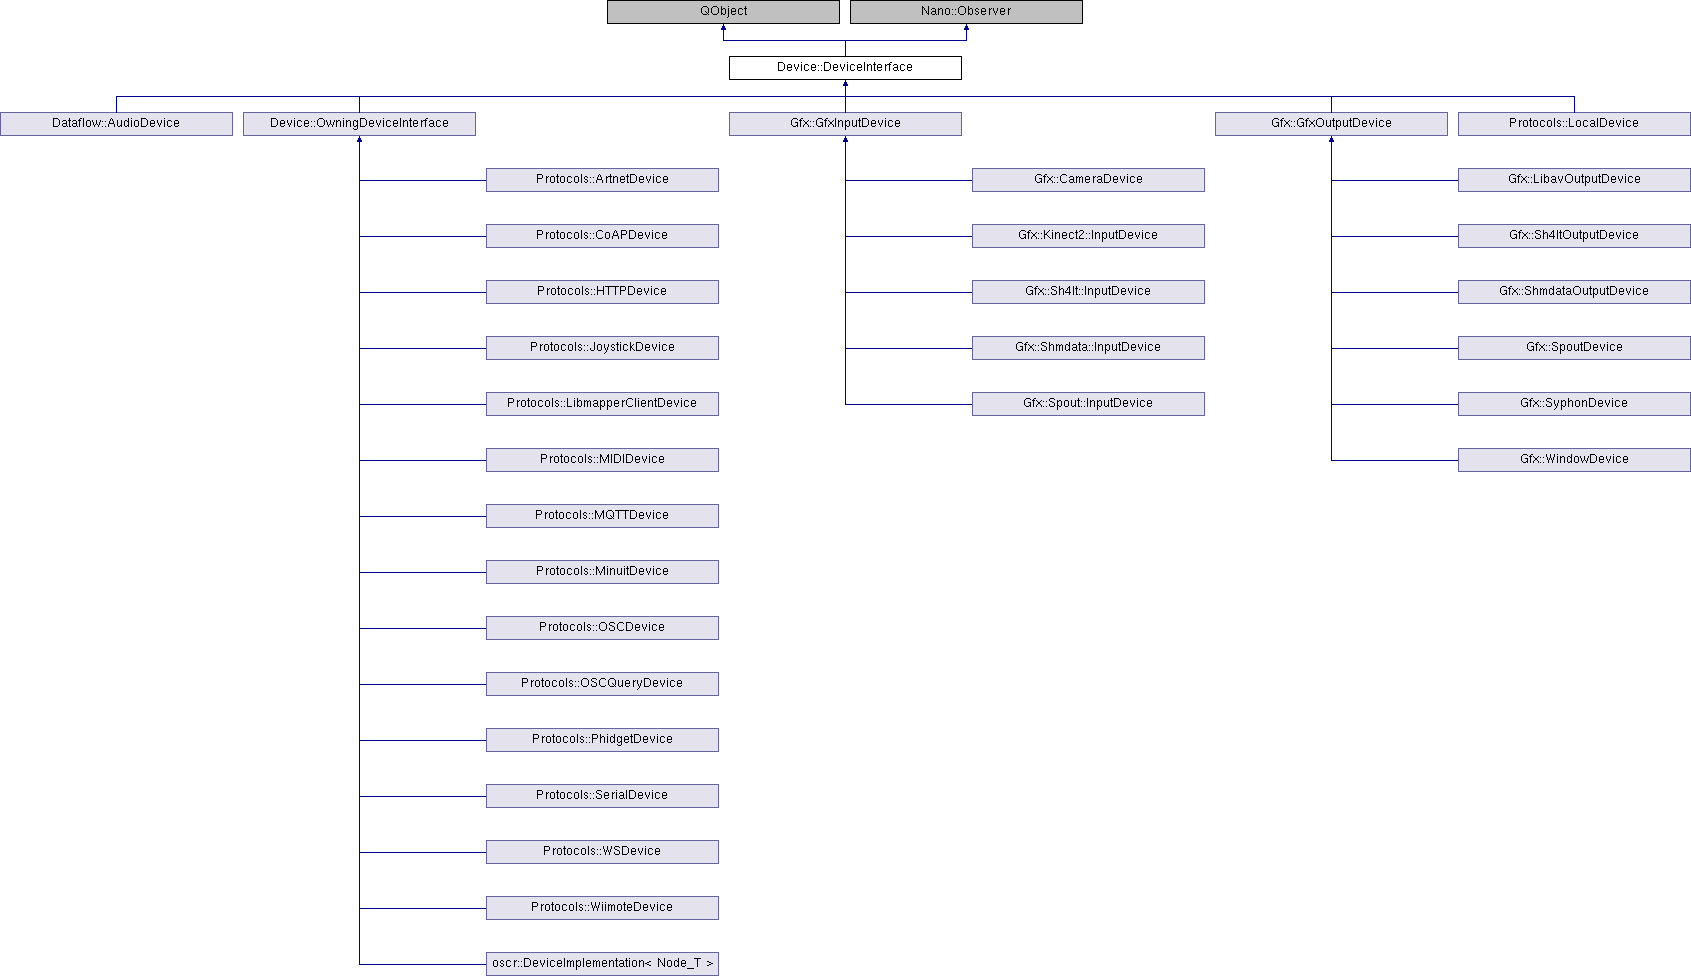 QObject
Nano::Observer
Device::DeviceInterface
Dataflow::AudioDevice
Device::OwningDeviceInterface
Gfx::GfxInputDevice
Gfx::GfxOutputDevice
Protocols::LocalDevice
Protocols::ArtnetDevice
Gfx::CameraDevice
Gfx::LibavOutputDevice
Protocols::CoAPDevice
Gfx::Kinect2::InputDevice
Gfx::Sh4ltOutputDevice
Protocols::HTTPDevice
Gfx::Sh4lt::InputDevice
Gfx::ShmdataOutputDevice
Protocols::JoystickDevice
Gfx::Shmdata::InputDevice
Gfx::SpoutDevice
Protocols::LibmapperClientDevice
Gfx::Spout::InputDevice
Gfx::SyphonDevice
Protocols::MIDIDevice
Gfx::WindowDevice
Protocols::MQTTDevice
Protocols::MinuitDevice
Protocols::OSCDevice
Protocols::OSCQueryDevice
Protocols::PhidgetDevice
Protocols::SerialDevice
Protocols::WSDevice
Protocols::WiimoteDevice
oscr::DeviceImplementation< Node_T >